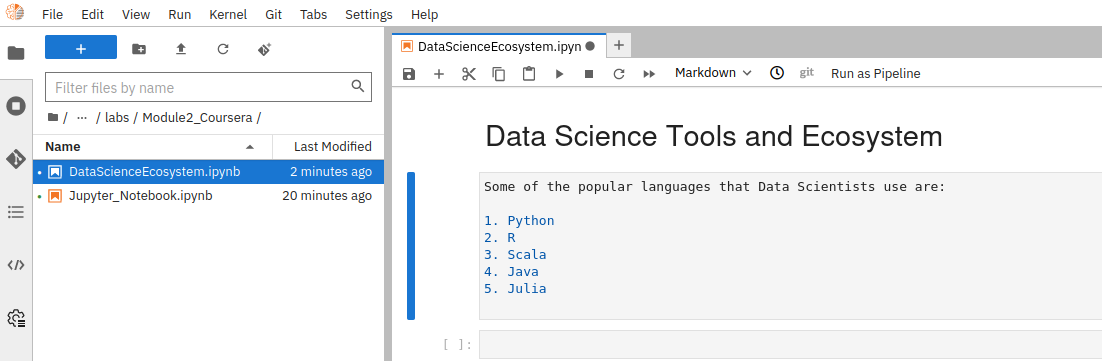 File Edit View Run Kernel Git Tabs Settings Help
+
Filter files by name
/ ··· / labs / Module2_Coursera /
Name Last Modified
DataScienceEcosystem.ipynb 2 minutes ago
Jupyter_Notebook.ipynb 20 minutes ago
DataScienceEcosystem.ipyn
+
Markdown git Run as Pipeline
Data Science Tools and Ecosystem
Some of the popular languages that Data Scientists use are:
1. Python
2. R
3. Scala
4. Java
5. Julia
[ ]: